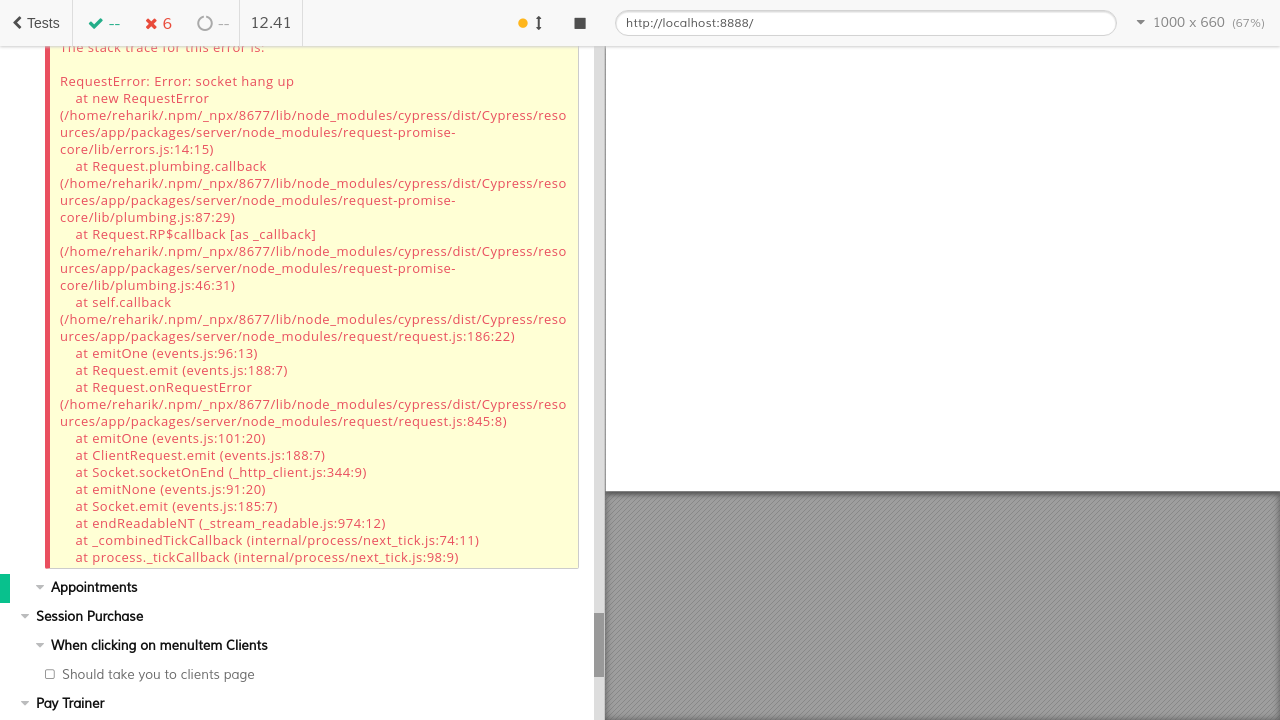 Tests -- 6 -- 12.41 http://localhost:8888/ 1000 x 660 (67%)
The stack trace for this error is:
RequestError: Error: socket hang up
at new RequestError
(/home/reharik/.npm/_npx/8677/lib/node_modules/cypress/dist/Cypress/reso
urces/app/packages/server/node_modules/request-promise-
core/lib/errors.js:14:15)
at Request.plumbing.callback
(/home/reharik/.npm/_npx/8677/lib/node_modules/cypress/dist/Cypress/reso
urces/app/packages/server/node_modules/request-promise-
core/lib/plumbing.js:87:29)
at Request.RP$callback [as _callback]
(/home/reharik/.npm/_npx/8677/lib/node_modules/cypress/dist/Cypress/reso
urces/app/packages/server/node_modules/request-promise-
core/lib/plumbing.js:46:31)
at self.callback
(/home/reharik/.npm/_npx/8677/lib/node_modules/cypress/dist/Cypress/reso
urces/app/packages/server/node_modules/request/request.js:186:22)
at emitOne (events.js:96:13)
at Request.emit (events.js:188:7)
at Request.onRequestError
(/home/reharik/.npm/_npx/8677/lib/node_modules/cypress/dist/Cypress/reso
urces/app/packages/server/node_modules/request/request.js:845:8)
at emitOne (events.js:101:20)
at ClientRequest.emit (events.js:188:7)
at Socket.socketOnEnd (_http_client.js:344:9)
at emitNone (events.js:91:20)
at Socket.emit (events.js:185:7)
at endReadableNT (_stream_readable.js:974:12)
at _combinedTickCallback (internal/process/next_tick.js:74:11)
at process._tickCallback (internal/process/next_tick.js:98:9)
Appointments
Session Purchase
When clicking on menuItem Clients
Should take you to clients page
Pay Trainer